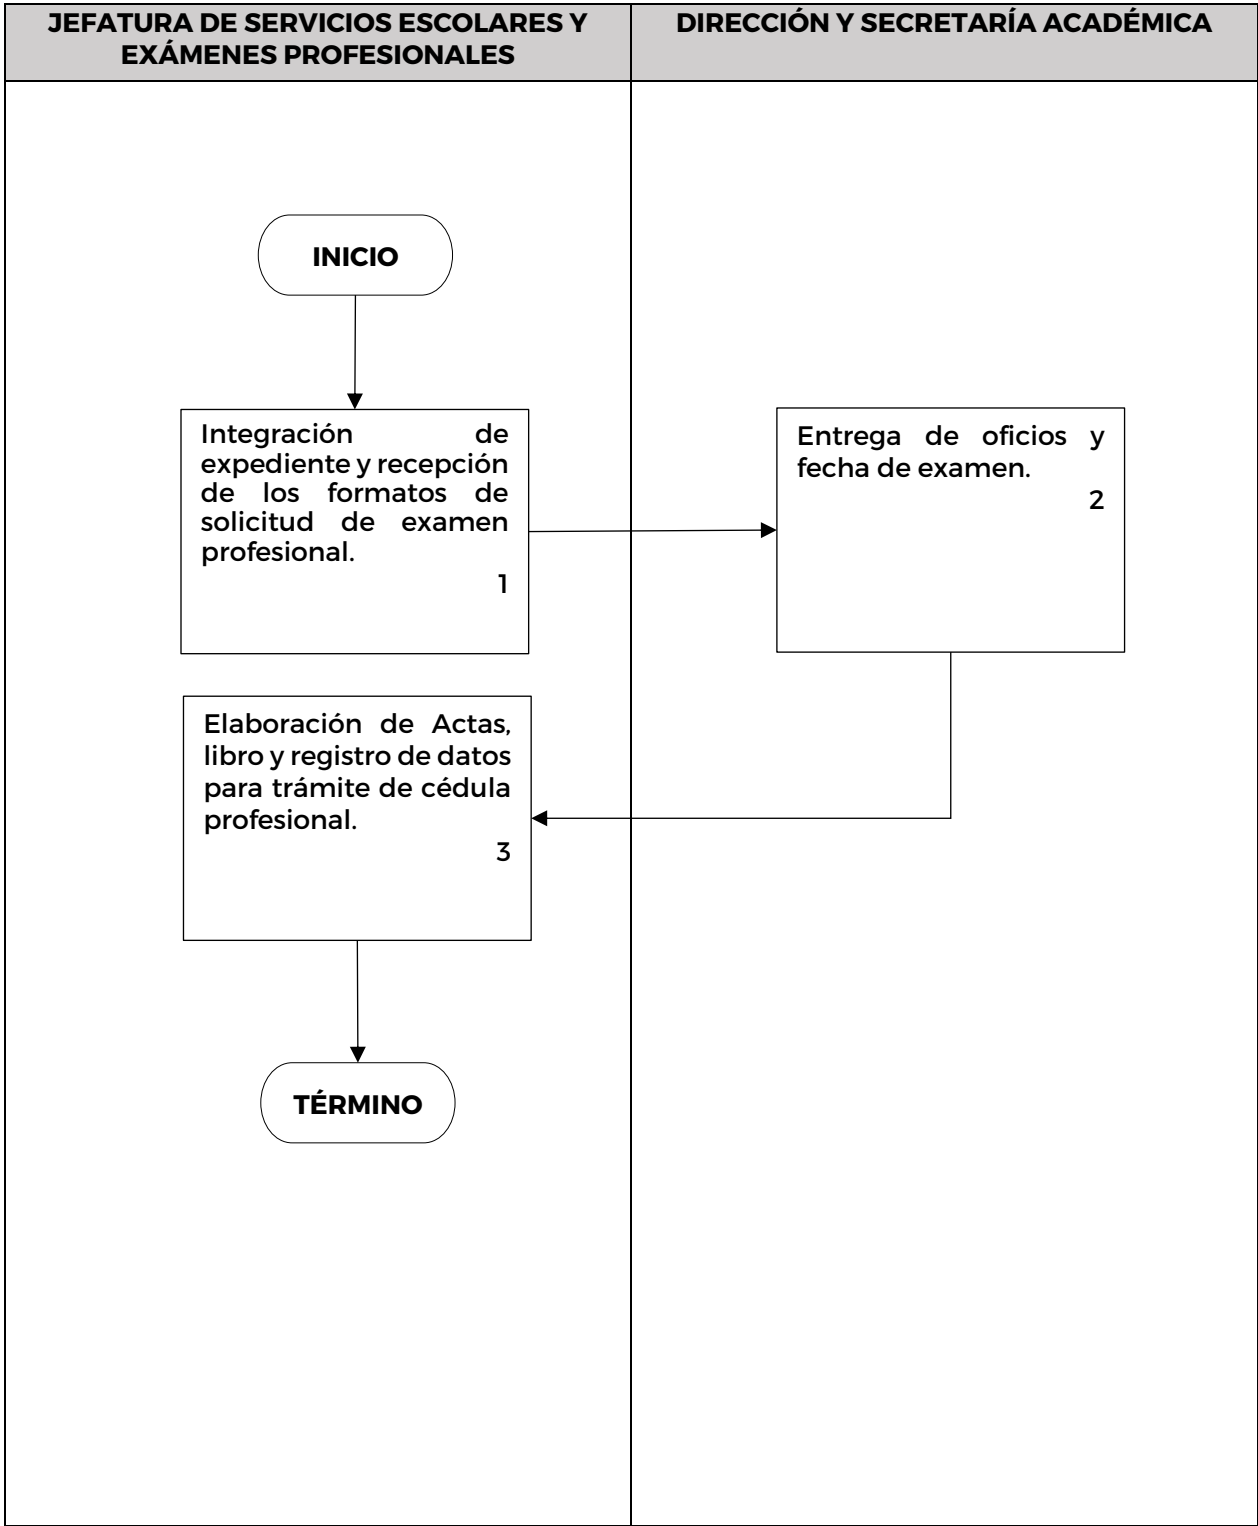 JEFATURA DE SERVICIOS ESCOLARES Y
EXÁMENES PROFESIONALES
DIRECCIÓN Y SECRETARÍA ACADÉMICA
INICIO
Integración de
expediente y recepción
de los formatos de
solicitud de examen
profesional.
1
Entrega de oficios y
fecha de examen.
2
Elaboración de Actas,
libro y registro de datos
para trámite de cédula
profesional.
3
TÉRMINO